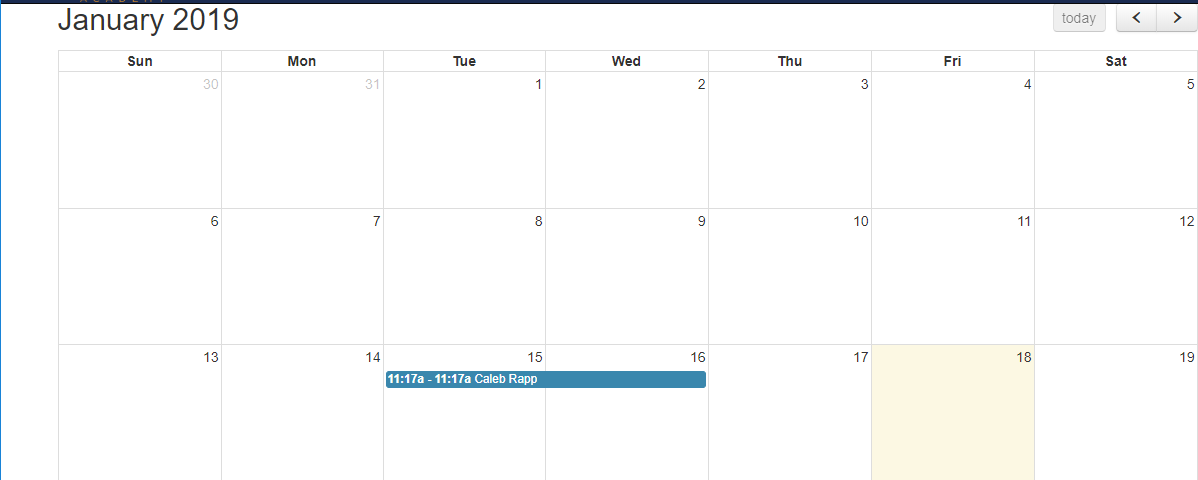 January 2019
today
Sun Mon Tue Wed Thu Fri Sat
30 31 1 2 3 4 5
6 7 8 9 10 11 12
13 14 15 16 17 18 19
11:17a - 11:17a Caleb Rapp